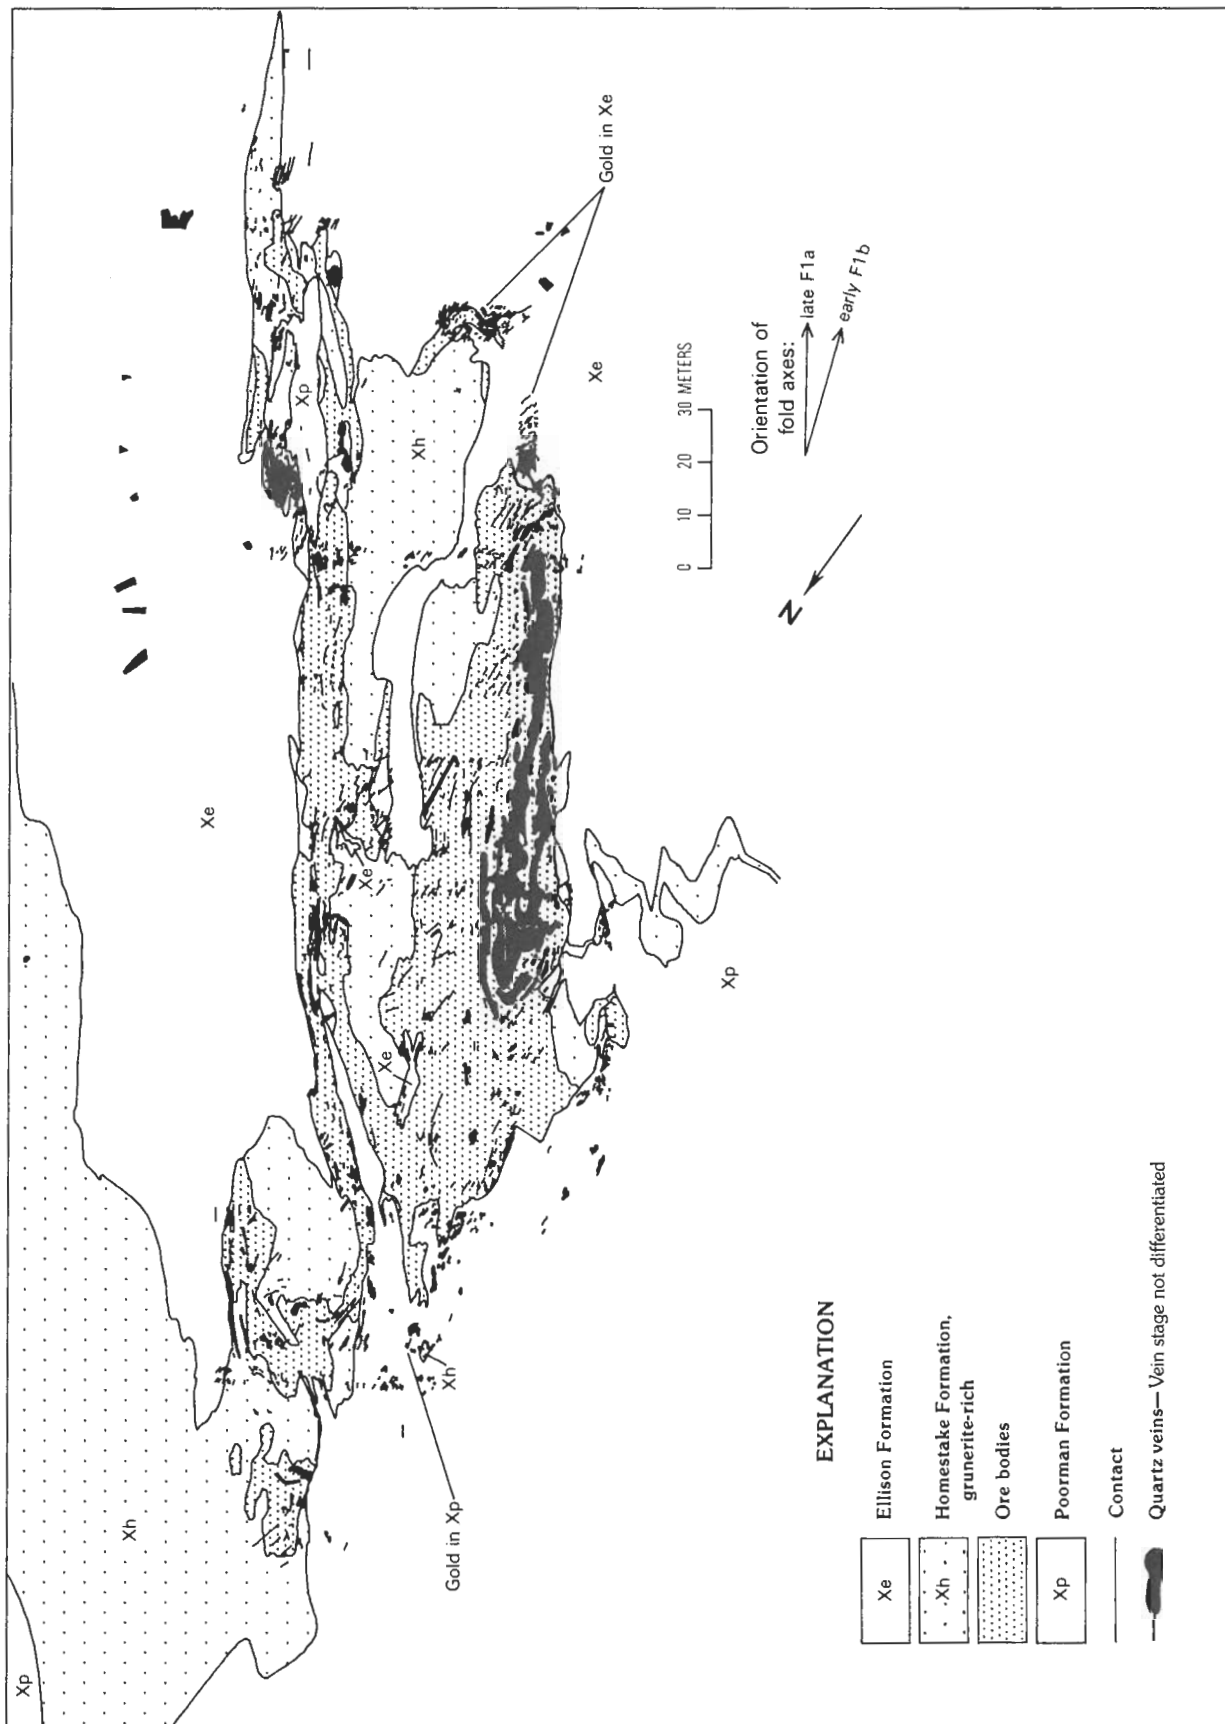 Xp
Xh
Xe
Gold in Xp
Xh
Xe
Xe
Xp
Xh
Gold in Xe
Xe
Xp
0 10 20 30 METERS
Orientation of
fold axes:
late F1a
early F1b
N
EXPLANATION
Xe Ellison Formation
Xh Homestake Formation,
grunerite-rich
Ore bodies
Xp Poorman Formation
Contact
Quartz veins—Vein stage not differentiated